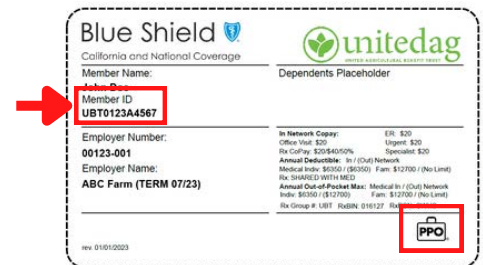 Blue Shield
California and National Coverage
unitedag
UNITED AGRICULTURAL BENEFIT TRUST
Member Name:
John Doe
Member ID
UBT0123A4567
Dependents Placeholder
Employer Number:
00123-001
Employer Name:
ABC Farm (TERM 07/23)
In Network Copay: ER: $20
Office Visit: $20 Urgent: $20
Rx CoPay: $20/$40/50% Specialist: $20
Annual Deductible: In / (Out) Network
Medical Indv: $6350 / ($6350) Fam: $12700 / (No Limit)
Rx: SHARED WITH MED
Annual Out-of-Pocket Max: Medical In / (Out) Network
Indiv: $6350 / ($12700) Fam: $12700 / (No Limit)
Rx Group #: UBT RxBIN: 016127
PPO
rev. 01/01/2023